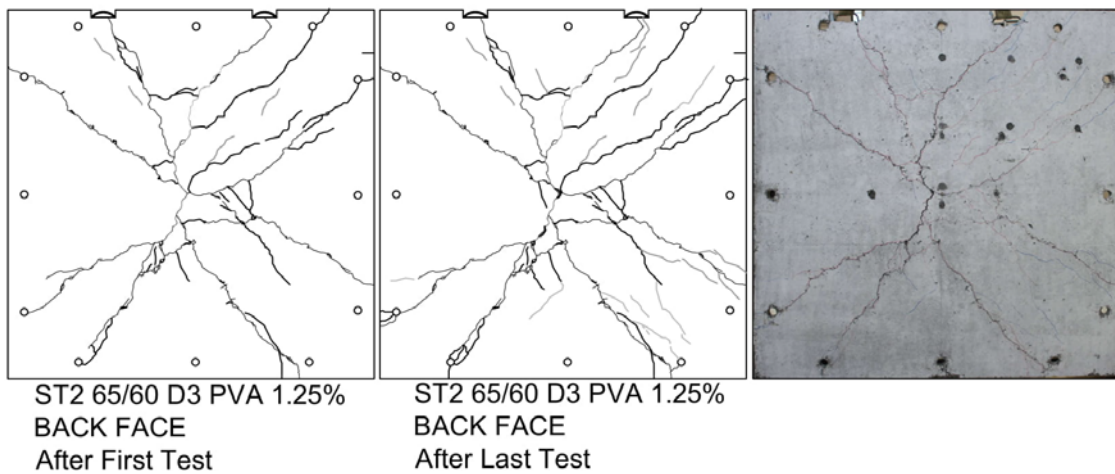 ST2 65/60 D3 PVA 1.25%
BACK FACE
After First Test
ST2 65/60 D3 PVA 1.25%
BACK FACE
After Last Test